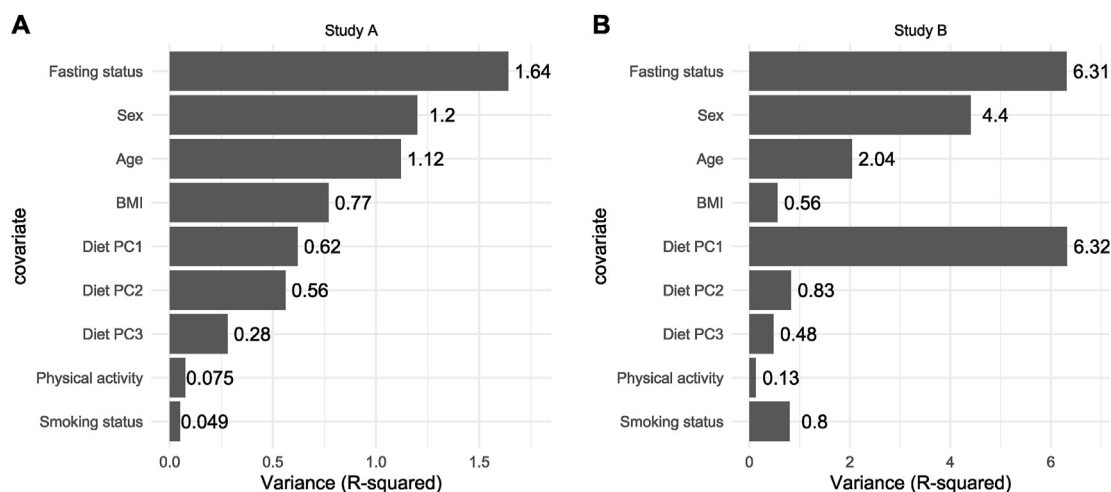 A
Study A
covariate
Fasting status
1.64
Sex
1.2
Age
1.12
BMI
0.77
Diet PC1
0.62
Diet PC2
0.56
Diet PC3
0.28
Physical activity
0.075
Smoking status
0.049
0.0 0.5 1.0 1.5
Variance (R-squared)
B
Study B
covariate
Fasting status
6.31
Sex
4.4
Age
2.04
BMI
0.56
Diet PC1
6.32
Diet PC2
0.83
Diet PC3
0.48
Physical activity
0.13
Smoking status
0.8
0 2 4 6
Variance (R-squared)